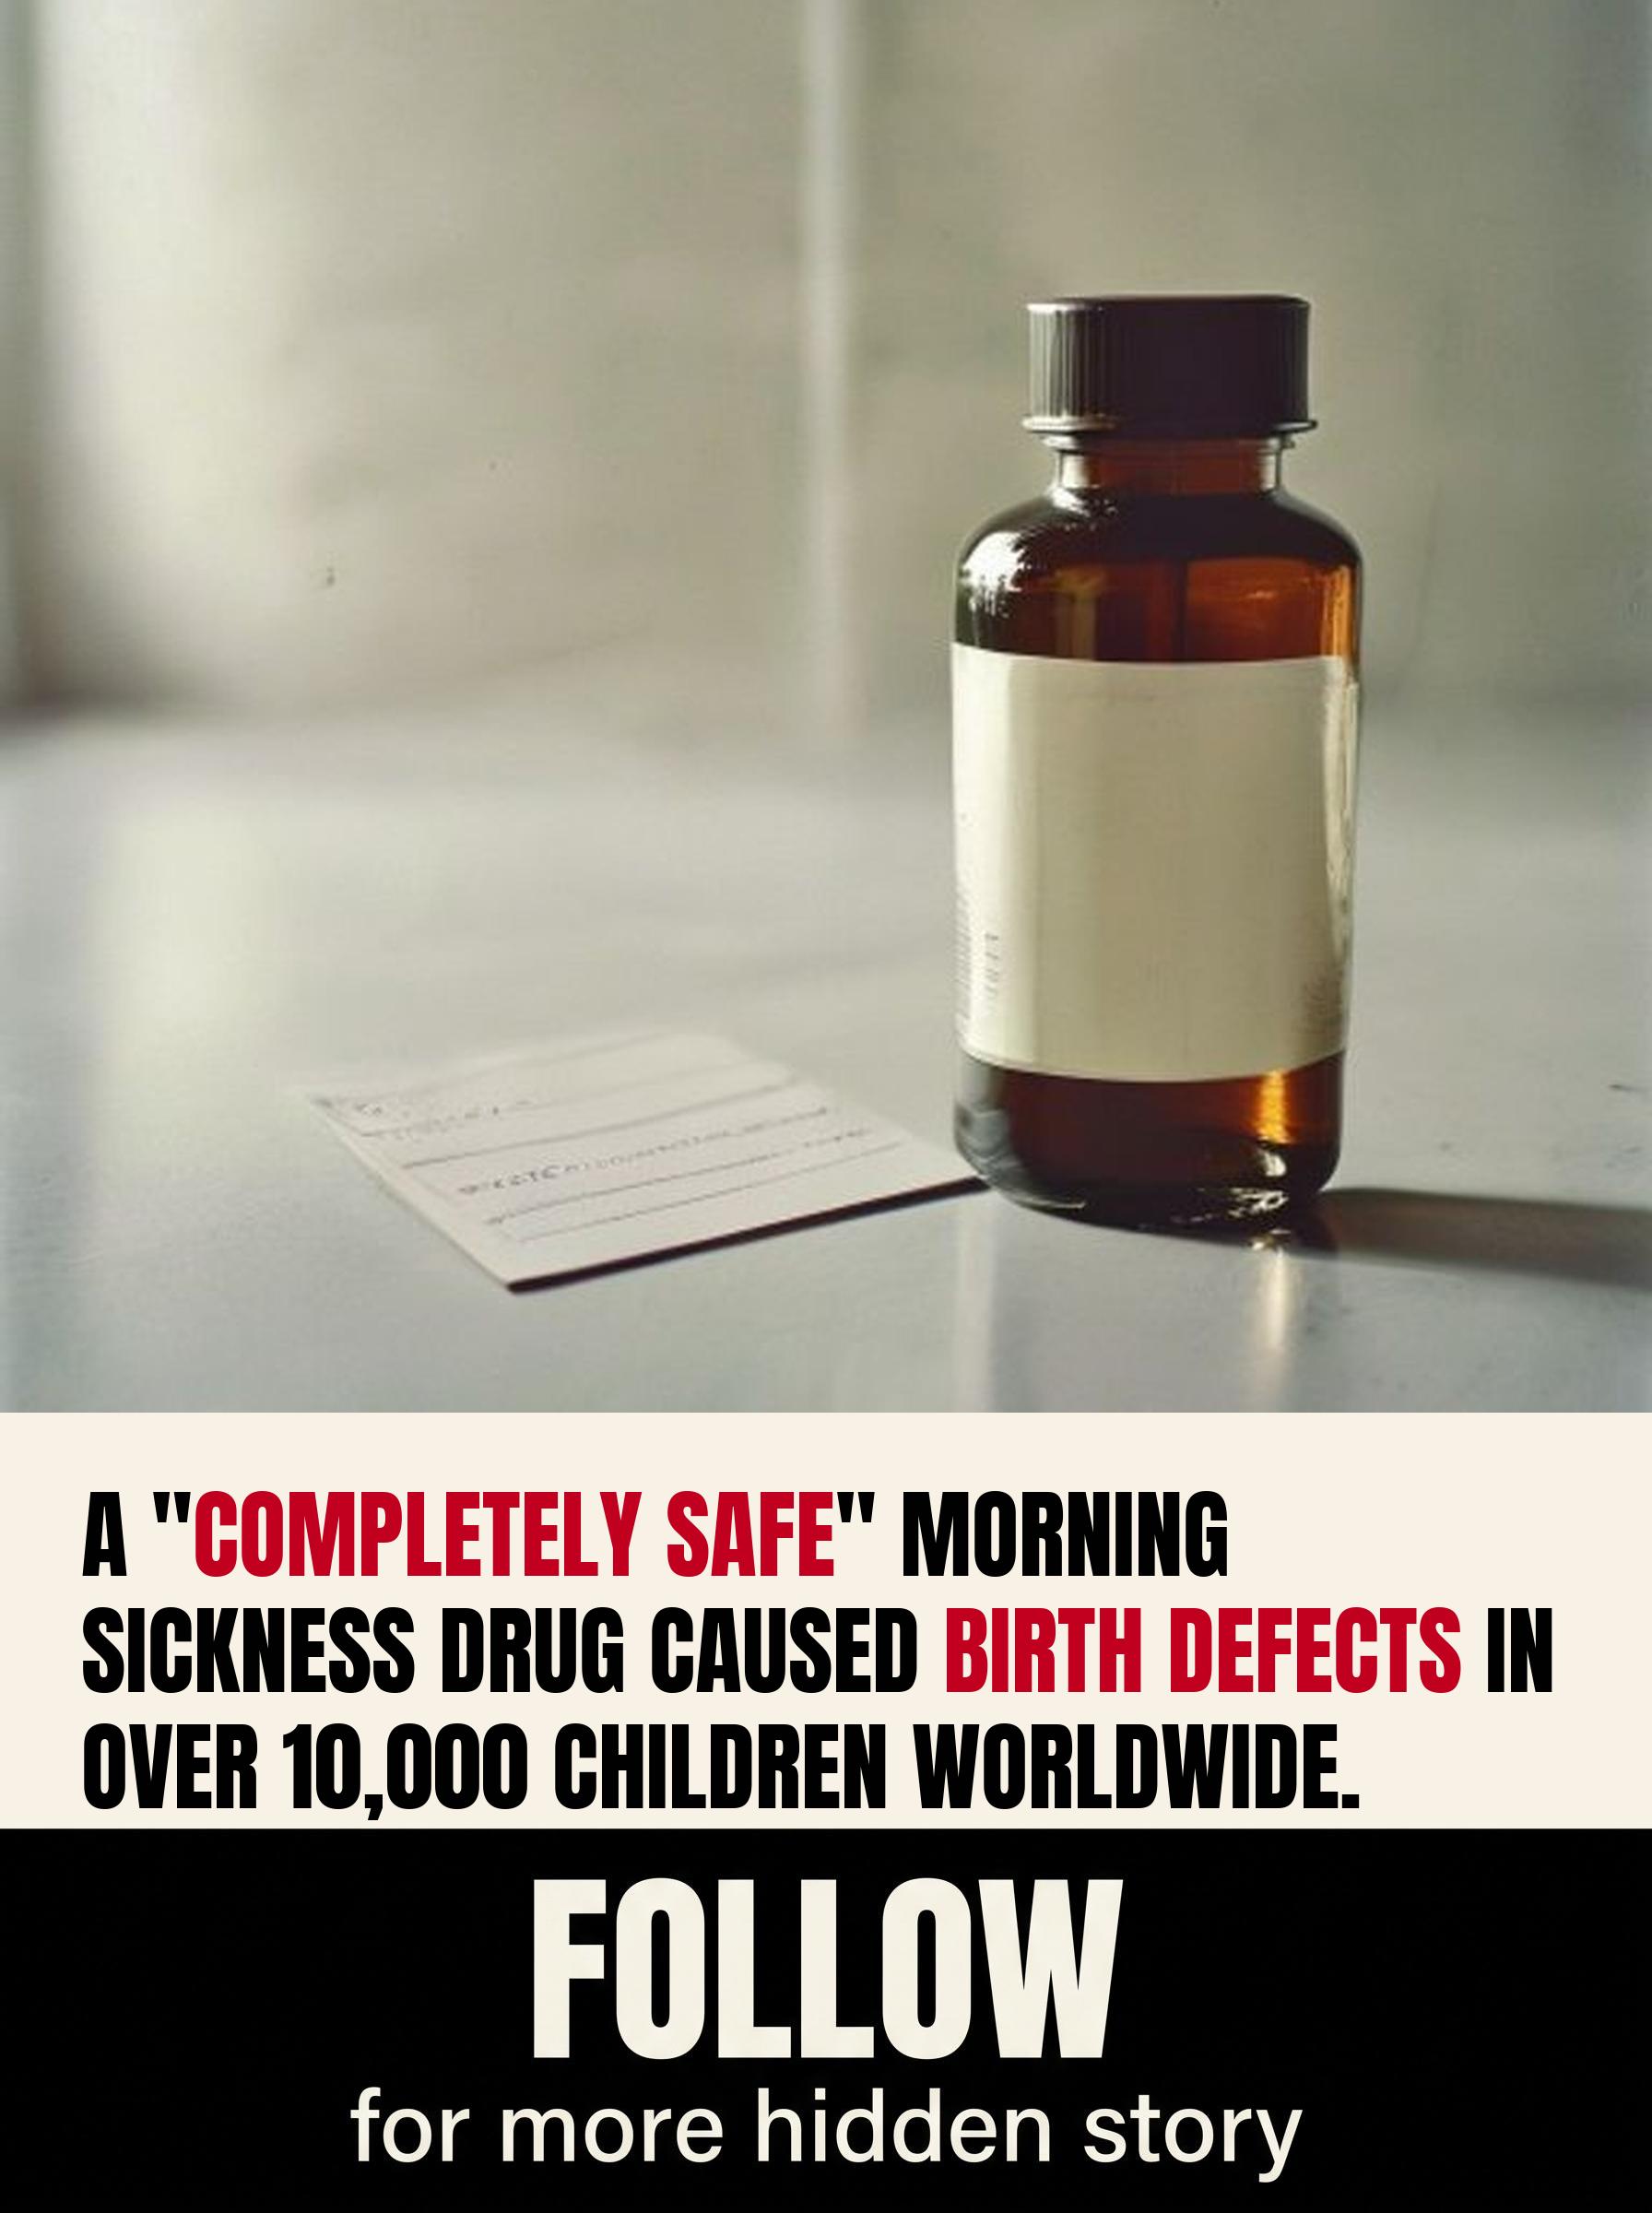 A "COMPLETELY SAFE" MORNING
SICKNESS DRUG CAUSED BIRTH DEFECTS IN
OVER 10,000 CHILDREN WORLDWIDE.
FOLLOW
for more hidden story